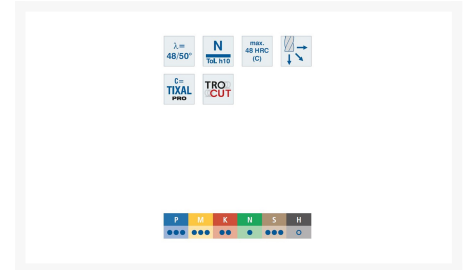 λ=
48/50°
N
Tol. h10
max.
48 HRC
(C)
C=
TIXAL
PRO
TRO
CUT
P M K N S H